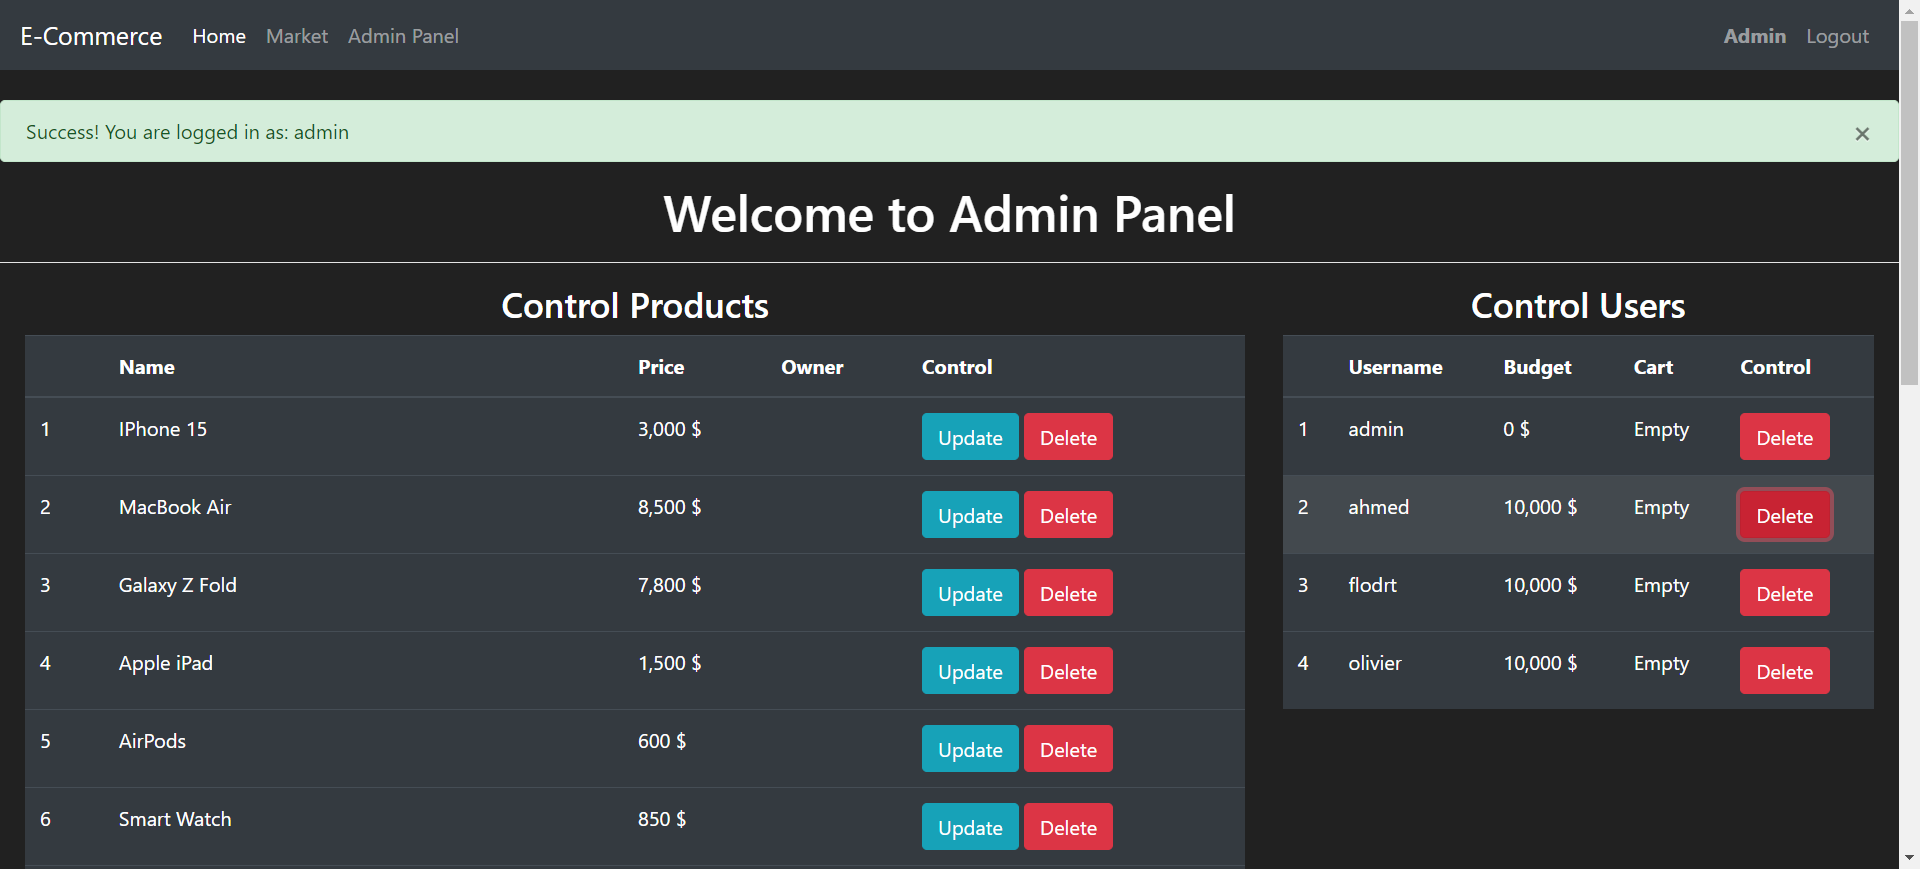 E-Commerce Home Market Admin Panel Admin Logout
Success! You are logged in as: admin ×
Welcome to Admin Panel
Control Products
Name Price Owner Control
1 IPhone 15 3,000 $ Update Delete
2 MacBook Air 8,500 $ Update Delete
3 Galaxy Z Fold 7,800 $ Update Delete
4 Apple iPad 1,500 $ Update Delete
5 AirPods 600 $ Update Delete
6 Smart Watch 850 $ Update Delete
Control Users
Username Budget Cart Control
1 admin 0 $ Empty Delete
2 ahmed 10,000 $ Empty Delete
3 flodrt 10,000 $ Empty Delete
4 olivier 10,000 $ Empty Delete